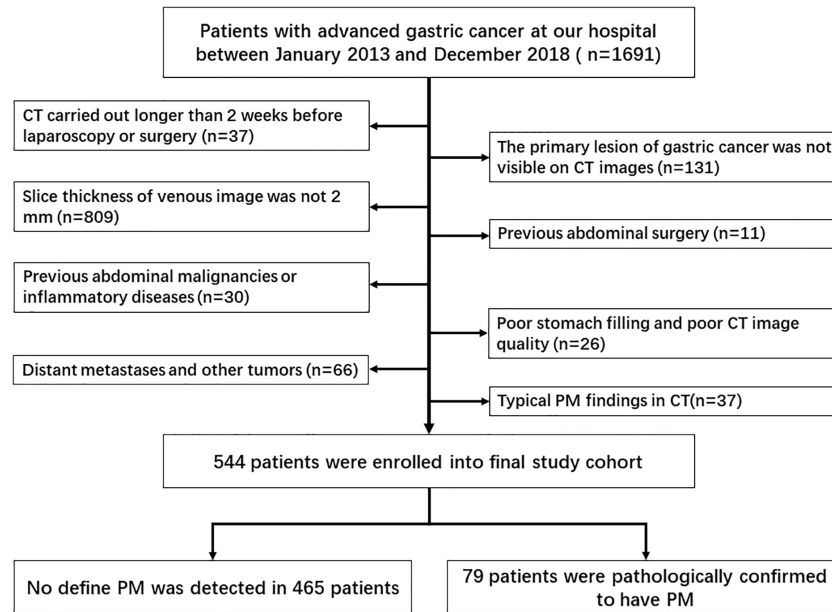 Patients with advanced gastric cancer at our hospital
between January 2013 and December 2018 ( n=1691)
CT carried out longer than 2 weeks before
laparoscopy or surgery (n=37)
The primary lesion of gastric cancer was not
visible on CT images (n=131)
Slice thickness of venous image was not 2
mm (n=809)
Previous abdominal surgery (n=11)
Previous abdominal malignancies or
inflammatory diseases (n=30)
Poor stomach filling and poor CT image
quality (n=26)
Distant metastases and other tumors (n=66)
Typical PM findings in CT(n=37)
544 patients were enrolled into final study cohort
No define PM was detected in 465 patients
79 patients were pathologically confirmed
to have PM